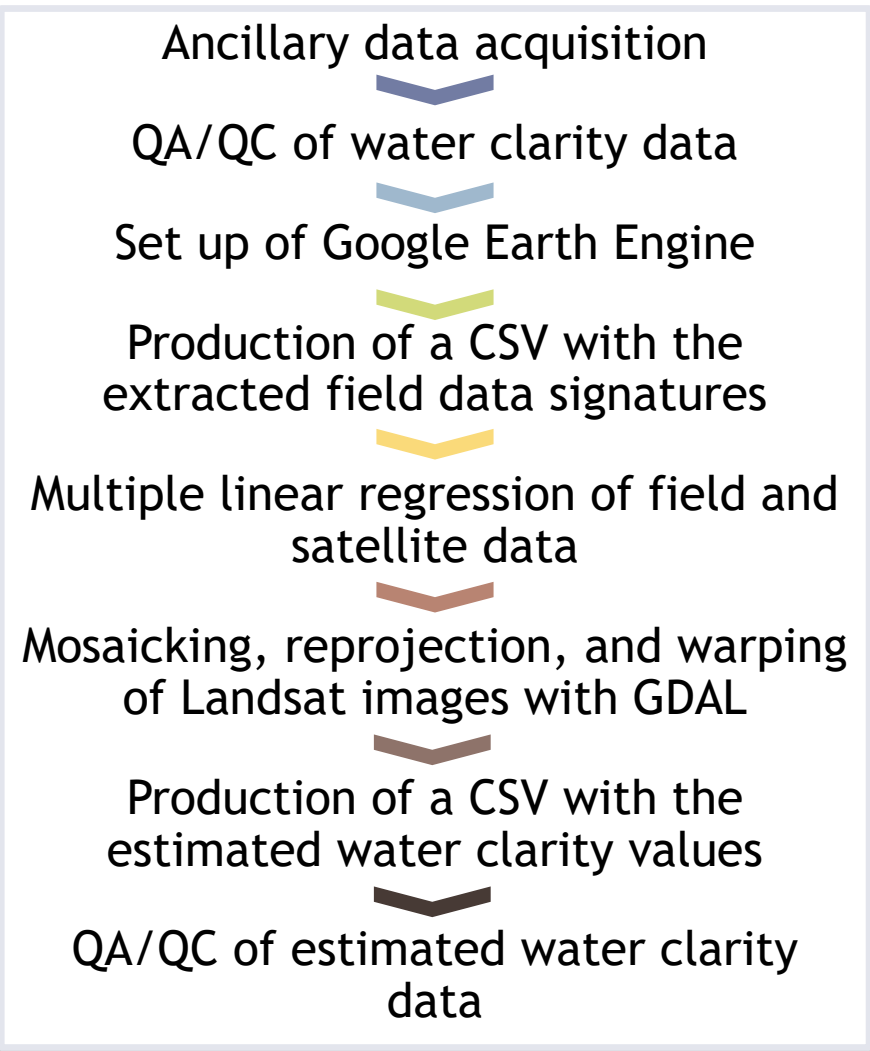 Ancillary data acquisition
QA/QC of water clarity data
Set up of Google Earth Engine
Production of a CSV with the
extracted field data signatures
Multiple linear regression of field and
satellite data
Mosaicking, reprojection, and warping
of Landsat images with GDAL
Production of a CSV with the
estimated water clarity values
QA/QC of estimated water clarity
data